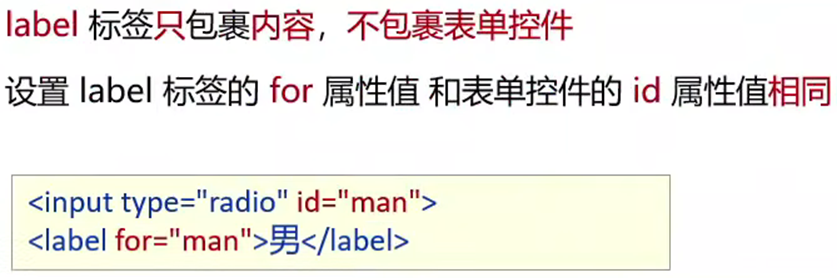 label 标签只包裹内容，不包裹表单控件
设置 label 标签的 for 属性值 和表单控件的 id 属性值相同
<input type="radio" id="man">
<label for="man">男</label>